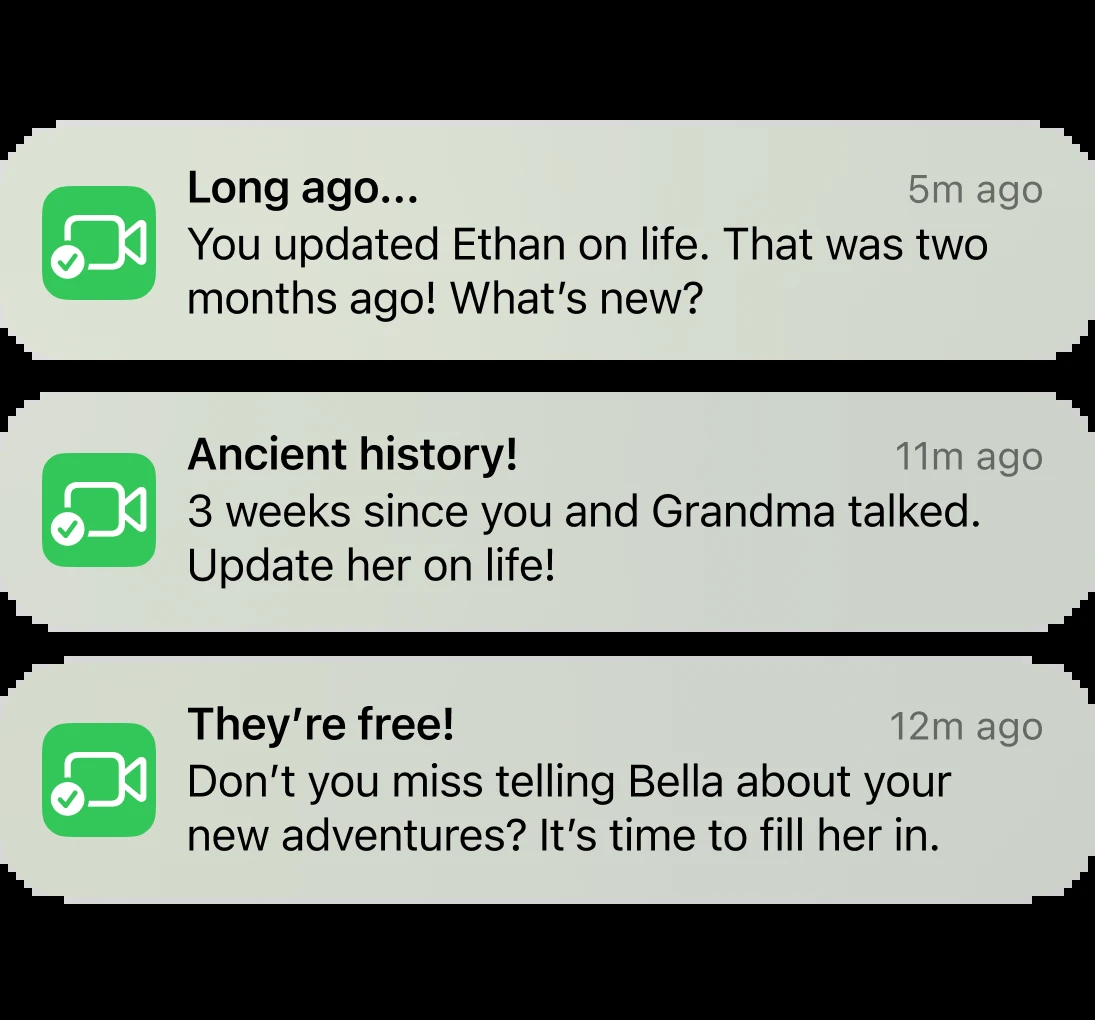 Long ago...
5m ago
You updated Ethan on life. That was two
months ago! What’s new?
Ancient history!
11m ago
3 weeks since you and Grandma talked.
Update her on life!
They’re free!
12m ago
Don’t you miss telling Bella about your
new adventures? It’s time to fill her in.